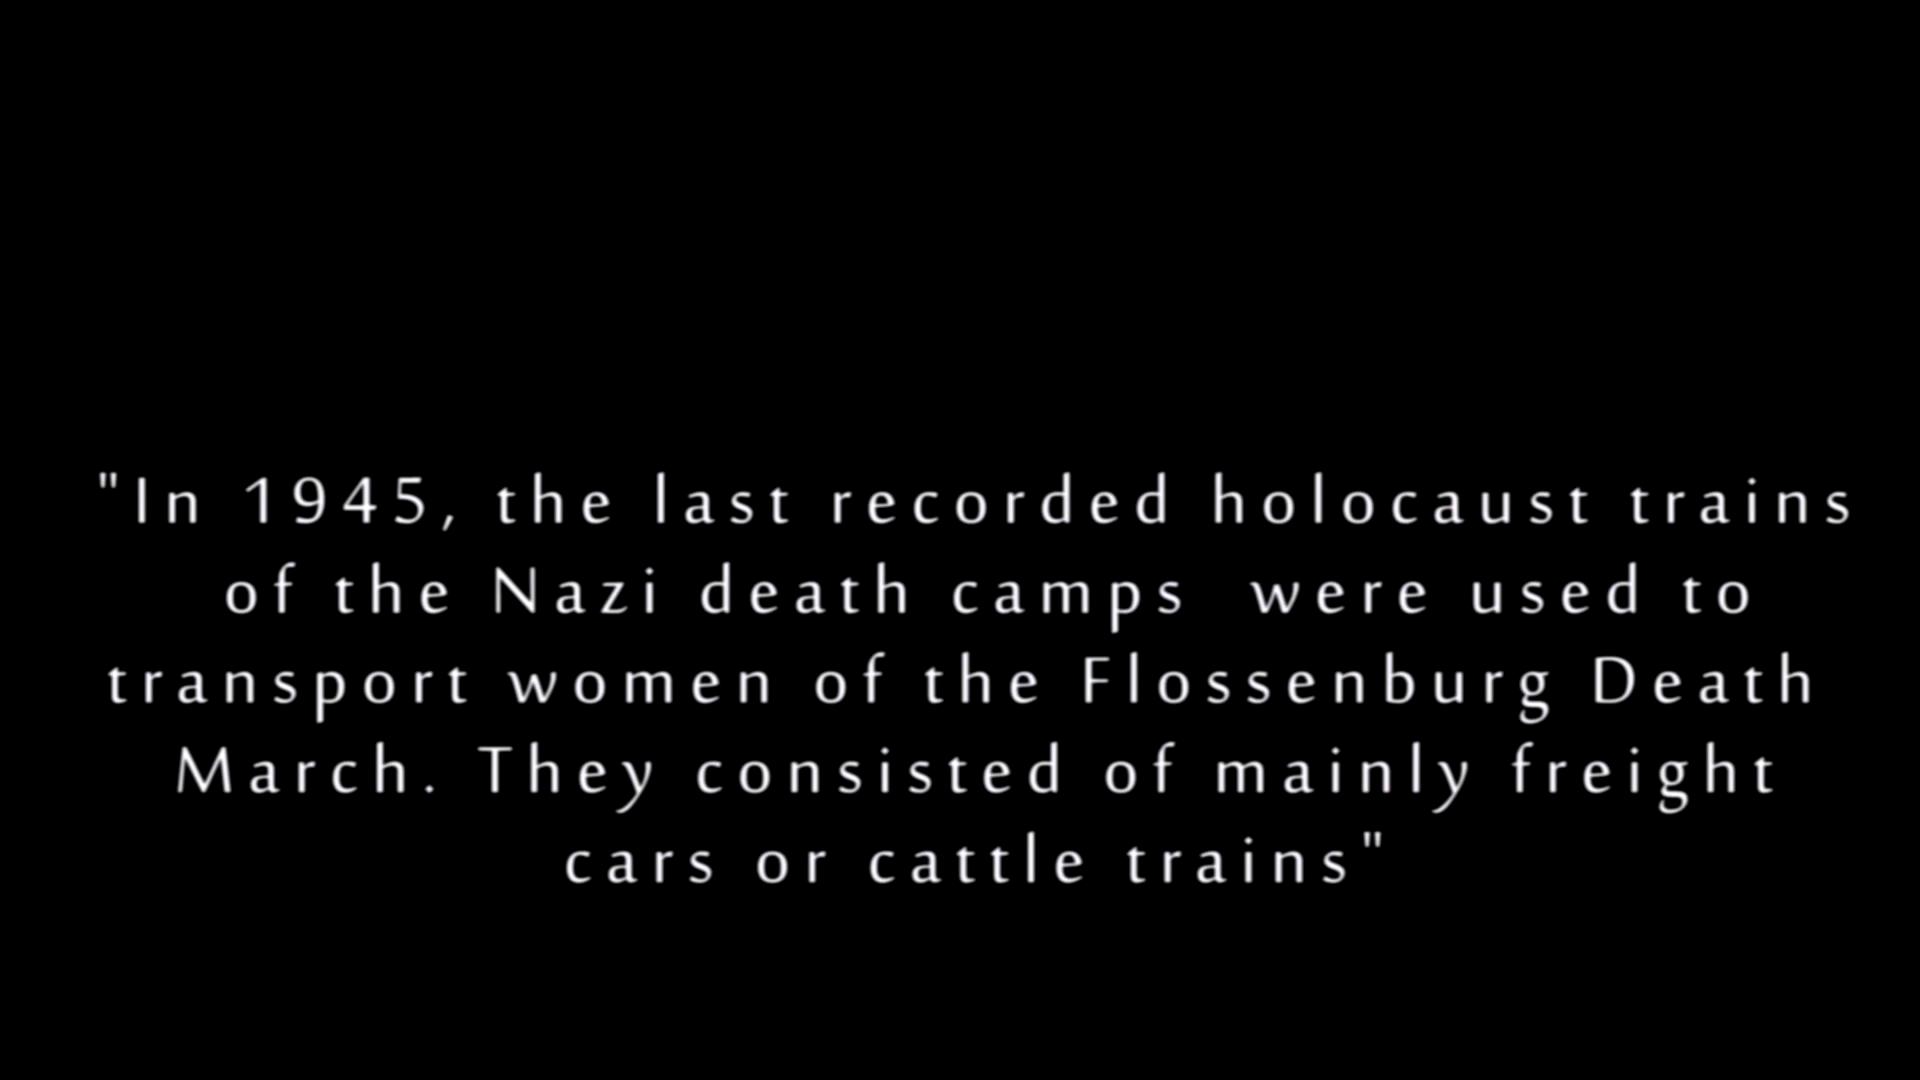 "In 1945, the last recorded holocaust trains
of the Nazi death camps  were used to
transport women of the Flossenburg Death
March. They consisted of mainly freight
cars or cattle trains"